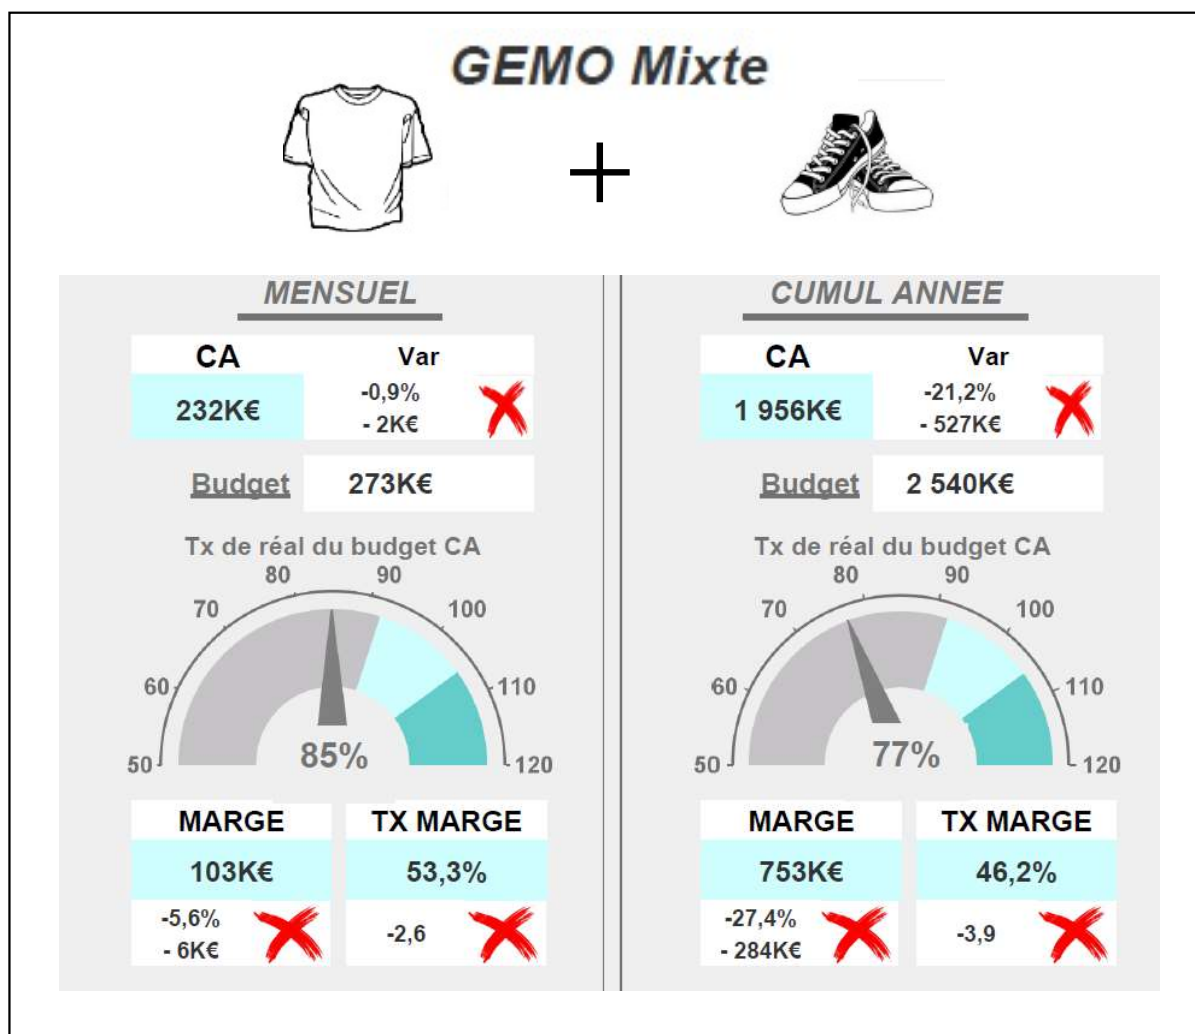 GEMO Mixte
+
MENSUEL
CA Var
232K€ -0,9%
- 2K€
Budget 273K€
Tx de réal du budget CA
50 60 70 80 90 100 110 120
85%
MARGE TX MARGE
103K€ 53,3%
-5,6%
- 6K€
-2,6
CUMUL ANNEE
CA Var
1 956K€ -21,2%
- 527K€
Budget 2 540K€
Tx de réal du budget CA
50 60 70 80 90 100 110 120
77%
MARGE TX MARGE
753K€ 46,2%
-27,4%
- 284K€
-3,9